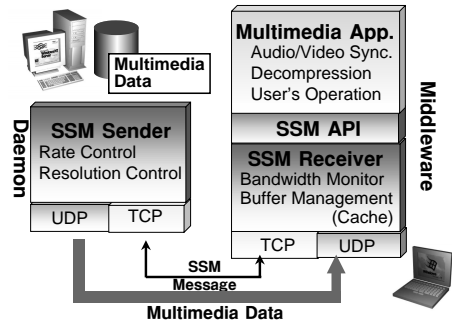 Multimedia
Data
Daemon
SSM Sender
Rate Control
Resolution Control
UDP
TCP
Multimedia App.
Audio/Video Sync.
Decompression
User's Operation
SSM API
SSM Receiver
Bandwidth Monitor
Buffer Management
(Cache)
TCP
UDP
Middleware
SSM
Message
Multimedia Data